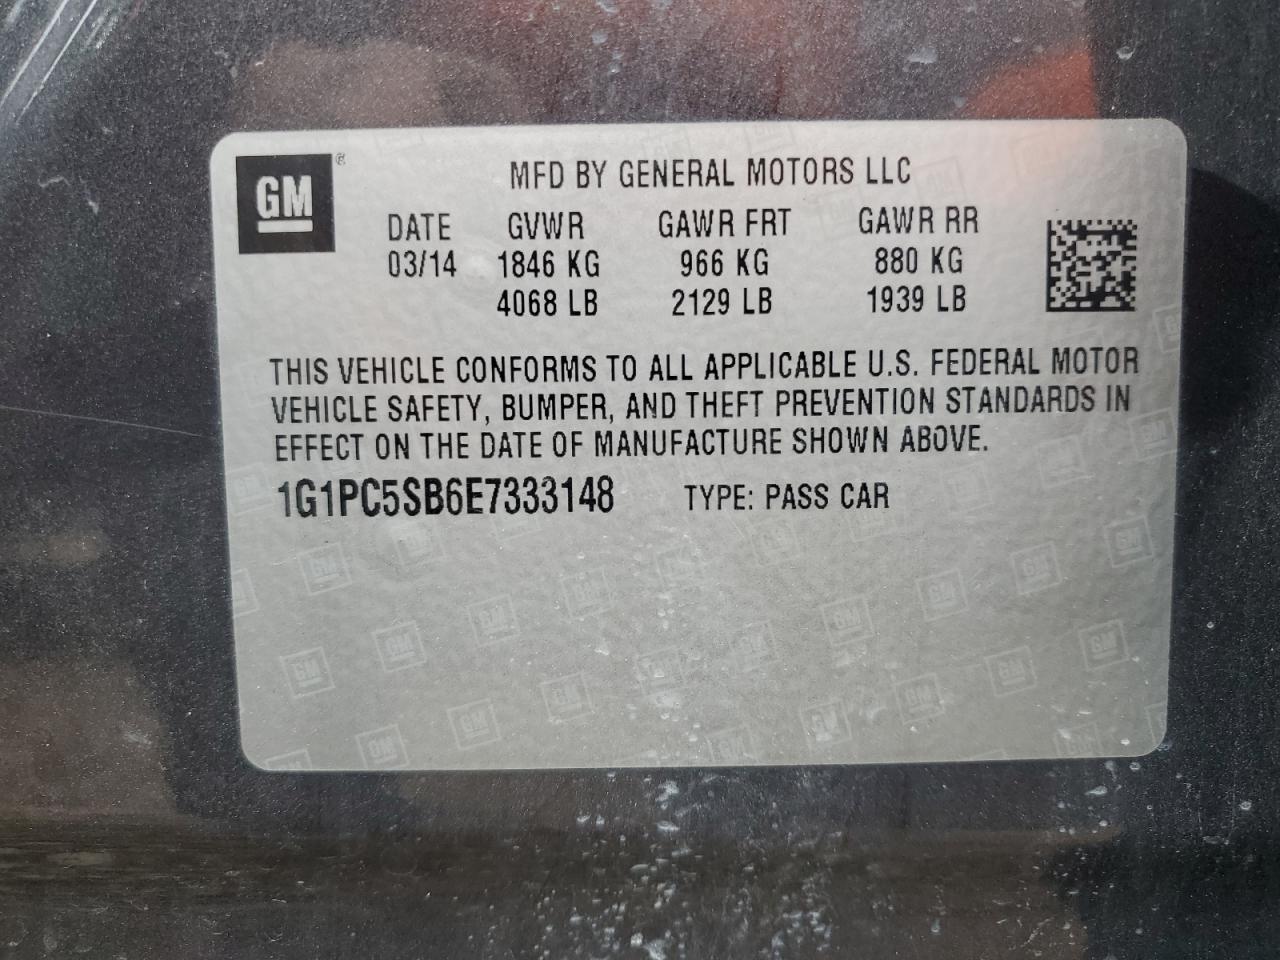 GM ®
MFD BY GENERAL MOTORS LLC
DATE GVWR GAWR FRT GAWR RR
03/14 1846 KG 966 KG 880 KG
4068 LB 2129 LB 1939 LB
THIS VEHICLE CONFORMS TO ALL APPLICABLE U.S. FEDERAL MOTOR
VEHICLE SAFETY, BUMPER, AND THEFT PREVENTION STANDARDS IN
EFFECT ON THE DATE OF MANUFACTURE SHOWN ABOVE.
1G1PC5SB6E7333148 TYPE: PASS CAR